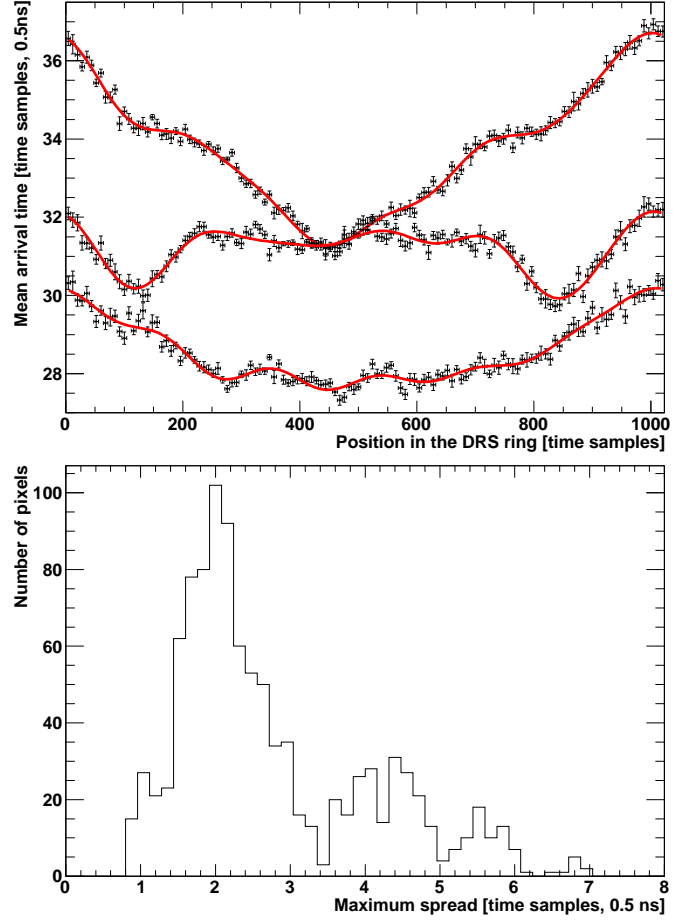 Mean arrival time [time samples, 0.5ns]
36
34
32
30
28
0 200 400 600 800 1000
Position in the DRS ring [time samples]
Number of pixels
100
80
60
40
20
0
0 1 2 3 4 5 6 7 8
Maximum spread [time samples, 0.5 ns]